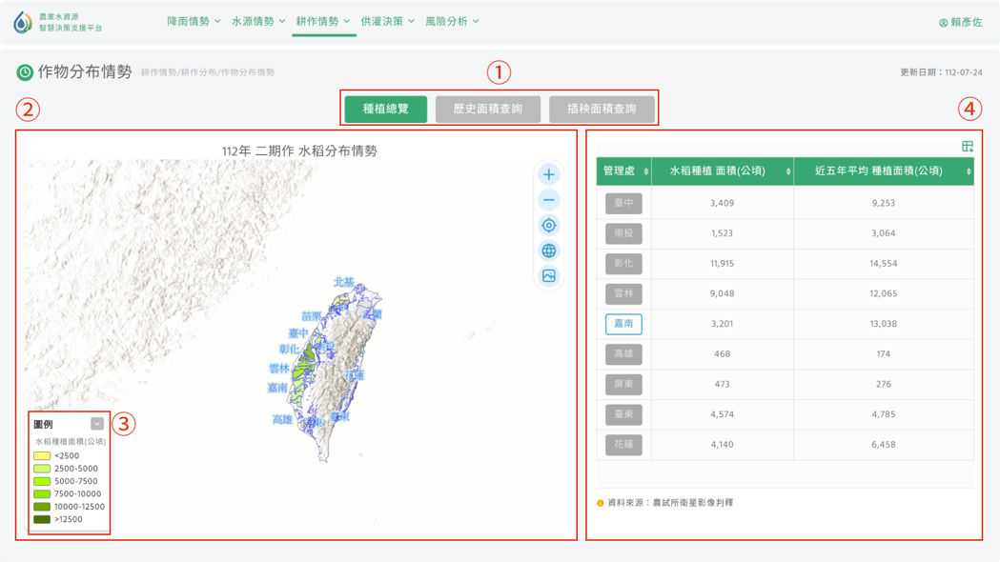 農業水資源
智慧決策支援平台
降雨情勢 水源情勢 耕作情勢 供灌決策 風險分析
賴彥佐
作物分布情勢 耕作情勢/耕作分布/作物分布情勢
更新日期：112-07-24
①
種植總覽 歷史面積查詢 插秧面積查詢
②
112年 二期作 水稻分布情勢
北基
宜蘭
苗栗
臺中
南投
彰化
雲林
花蓮
嘉南
高雄
臺東
③
圖例
水稻種植面積(公頃)
<2500
2500-5000
5000-7500
7500-10000
10000-12500
>12500
④
管理處 水稻種植 面積(公頃) 近五年平均 種植面積(公頃)
臺中 3,409 9,253
南投 1,523 3,064
彰化 11,915 14,554
雲林 9,048 12,065
嘉南 3,201 13,038
高雄 468 174
屏東 473 276
臺東 4,574 4,785
花蓮 4,140 6,458
資料來源：農試所衛星影像判釋